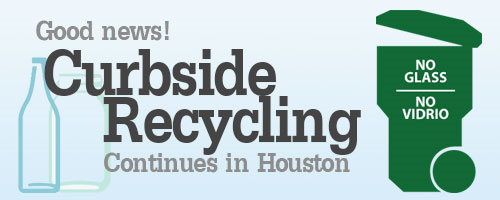 Good news!
Curbside
Recycling
Continues in Houston
NO
GLASS
NO
VIDRIO